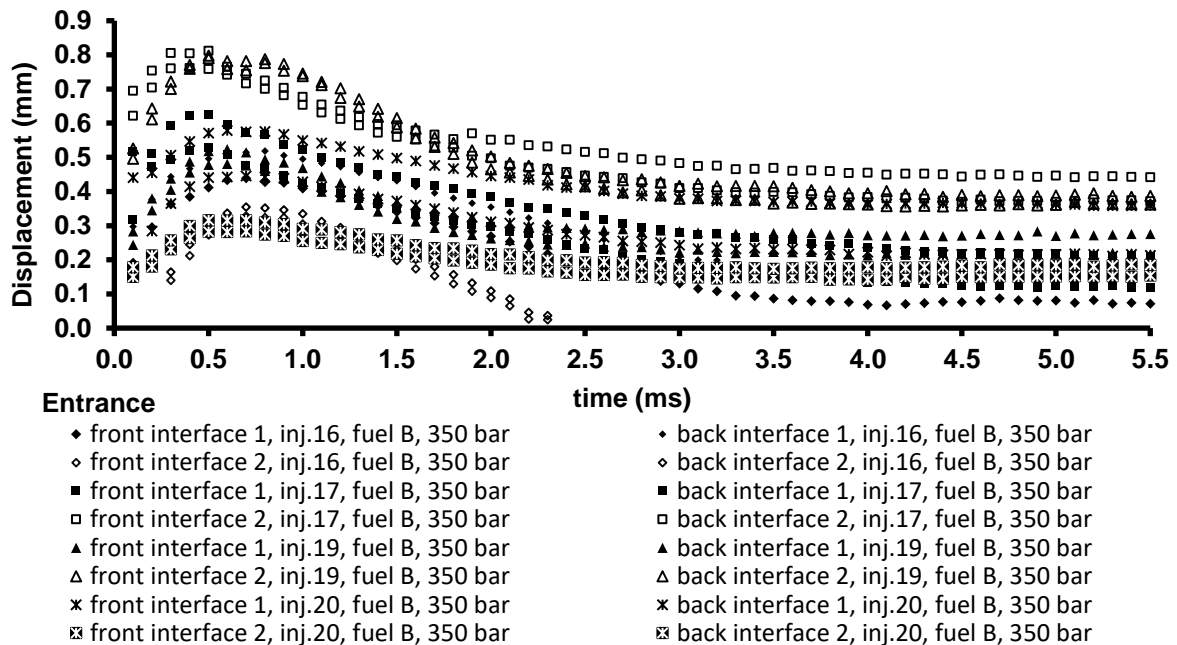 0.9
0.8
0.7
0.6
0.5
0.4
0.3
0.2
0.1
0.0
Displacement (mm)
0.0 0.5 1.0 1.5 2.0 2.5 3.0 3.5 4.0 4.5 5.0 5.5
time (ms)
Entrance
front interface 1, inj.16, fuel B, 350 bar
back interface 1, inj.16, fuel B, 350 bar
front interface 2, inj.16, fuel B, 350 bar
back interface 2, inj.16, fuel B, 350 bar
front interface 1, inj.17, fuel B, 350 bar
back interface 1, inj.17, fuel B, 350 bar
front interface 2, inj.17, fuel B, 350 bar
back interface 2, inj.17, fuel B, 350 bar
front interface 1, inj.19, fuel B, 350 bar
back interface 1, inj.19, fuel B, 350 bar
front interface 2, inj.19, fuel B, 350 bar
back interface 2, inj.19, fuel B, 350 bar
front interface 1, inj.20, fuel B, 350 bar
back interface 1, inj.20, fuel B, 350 bar
front interface 2, inj.20, fuel B, 350 bar
back interface 2, inj.20, fuel B, 350 bar